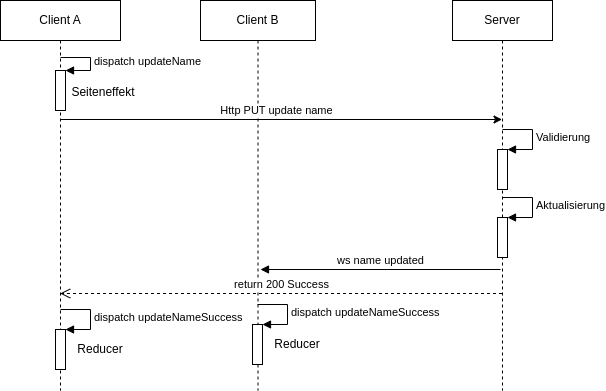 Client A
Client B
Server
dispatch updateName
Seiteneffekt
Http PUT update name
Validierung
Aktualisierung
ws name updated
return 200 Success
dispatch updateNameSuccess
dispatch updateNameSuccess
Reducer
Reducer